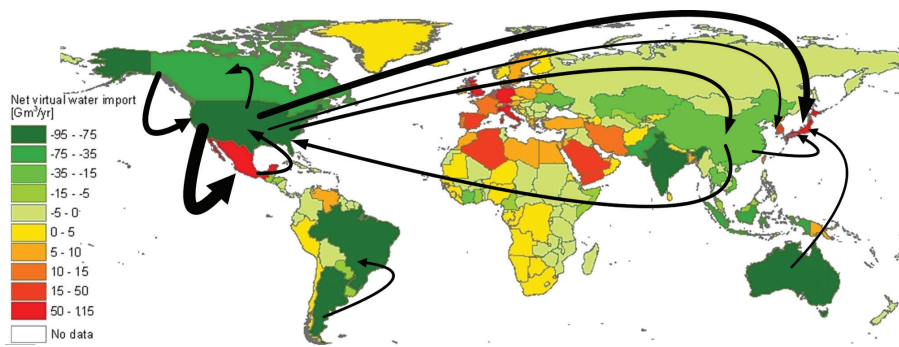 Net virtual water import
[Gm³/yr]
-95 - -75
-75 - -35
-35 - -15
-15 - -5
-5 - 0
0 - 5
5 - 10
10 - 15
15 - 50
50 - 115
No data